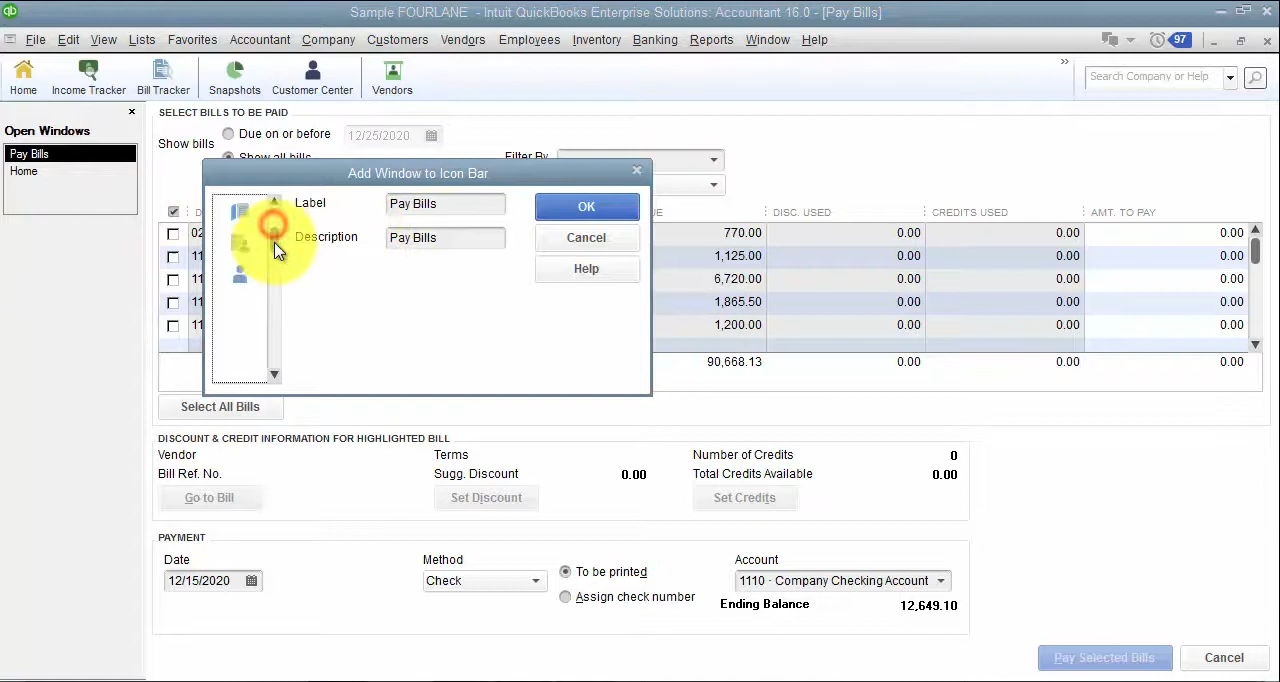 qb Sample FOURLANE - Intuit QuickBooks Enterprise Solutions: Accountant 16.0 - [Pay Bills]
File Edit View Lists Favorites Accountant Company Customers Vendors Employees Inventory Banking Reports Window Help 97
Home Income Tracker Bill Tracker Snapshots Customer Center Vendors Search Company or Help
Open Windows
Pay Bills
Home
SELECT BILLS TO BE PAID
Show bills Due on or before 12/25/2020
Show all bills Filter By
Add Window to Icon Bar
Label Pay Bills OK
Description Pay Bills Cancel
Help
DISC. USED CREDITS USED AMT. TO PAY
02 770.00 0.00 0.00 0.00
11 1,125.00 0.00 0.00 0.00
11 6,720.00 0.00 0.00 0.00
11 1,865.50 0.00 0.00 0.00
11 1,200.00 0.00 0.00 0.00
90,668.13 0.00 0.00 0.00
Select All Bills
DISCOUNT & CREDIT INFORMATION FOR HIGHLIGHTED BILL
Vendor Terms Number of Credits 0
Bill Ref. No. Sugg. Discount 0.00 Total Credits Available 0.00
Go to Bill Set Discount Set Credits
PAYMENT
Date Method Account
12/15/2020 Check To be printed 1110 · Company Checking Account
Assign check number Ending Balance 12,649.10
Pay Selected Bills Cancel